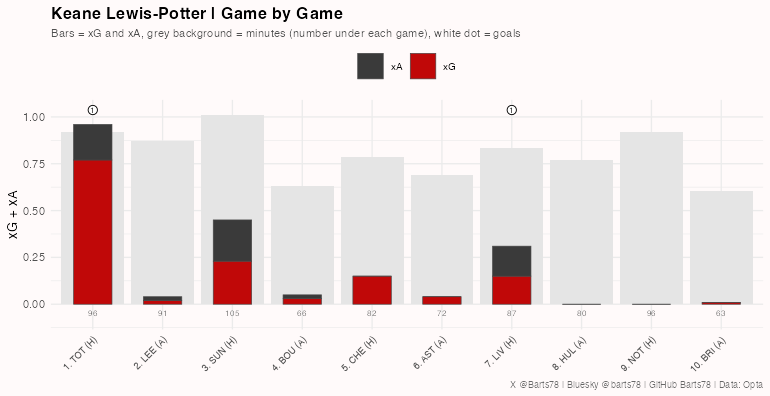 Keane Lewis-Potter | Game by Game
Bars = xG and xA, grey background = minutes (number under each game), white dot = goals
xA xG
1 1
1.00
0.75
0.50
0.25
0.00
xG + xA
96 91 105 66 82 72 87 80 96 63
1. TOT (H) 2. LEE (A) 3. SUN (H) 4. BOU (A) 5. CHE (H) 6. AST (A) 7. LIV (H) 8. HUL (A) 9. NOT (H) 10. BRI (A)
X @Barts78 | Bluesky @barts78 | GitHub Barts78 | Data: Opta